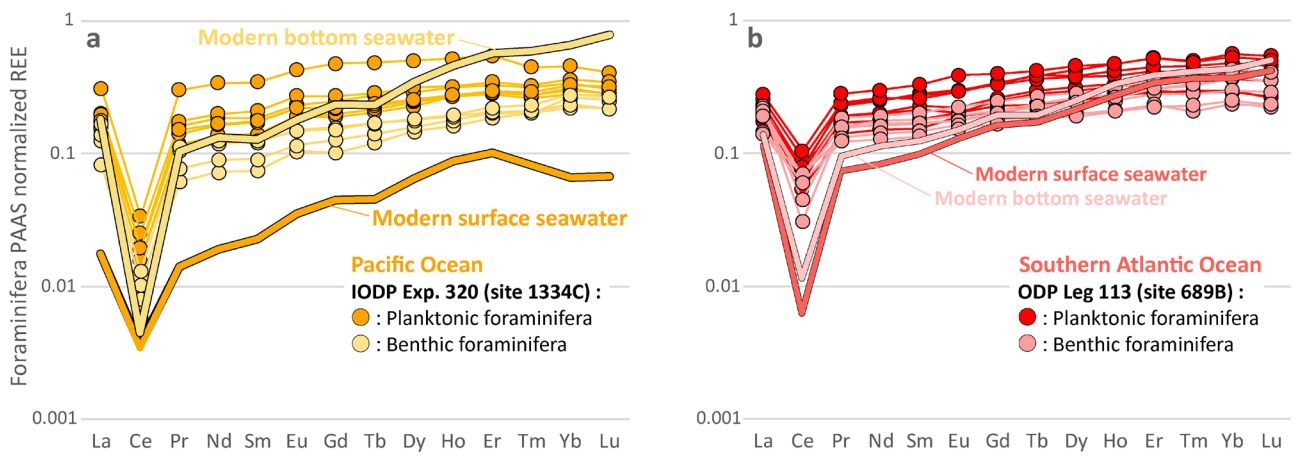 Foraminifera PAAS normalized REE
1
0.1
0.01
0.001
a
Modern bottom seawater
Modern surface seawater
Pacific Ocean
IODP Exp. 320 (site 1334C) :
: Planktonic foraminifera
: Benthic foraminifera
La Ce Pr Nd Sm Eu Gd Tb Dy Ho Er Tm Yb Lu
1
0.1
0.01
0.001
b
Modern surface seawater
Modern bottom seawater
Southern Atlantic Ocean
ODP Leg 113 (site 689B) :
: Planktonic foraminifera
: Benthic foraminifera
La Ce Pr Nd Sm Eu Gd Tb Dy Ho Er Tm Yb Lu